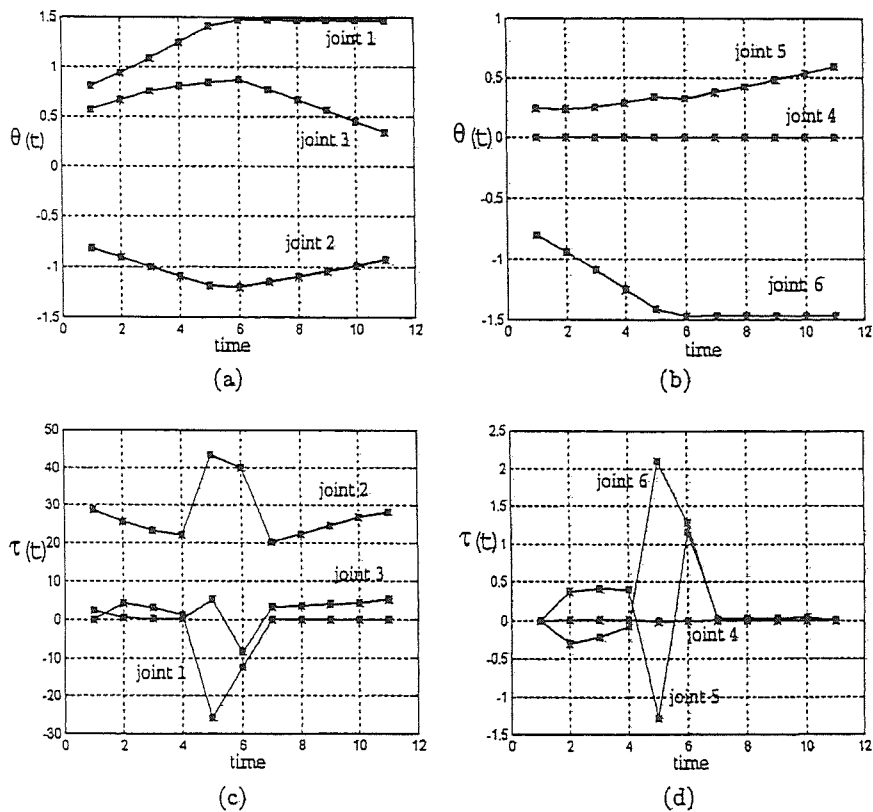 1.5
1
0.5
0
-0.5
-1
-1.5
θ(t)
joint 1
joint 3
joint 2
0 2 4 6 8 10 12
time
(a)
1
0.5
0
-0.5
-1
-1.5
θ(t)
joint 5
joint 4
joint 6
0 2 4 6 8 10 12
time
(b)
50
40
30
20
10
0
-10
-20
-30
τ(t)
joint 2
joint 3
joint 1
0 2 4 6 8 10 12
time
(c)
2.5
2
1.5
1
0.5
0
-0.5
-1
-1.5
τ(t)
joint 6
joint 4
joint 5
0 2 4 6 8 10 12
time
(d)